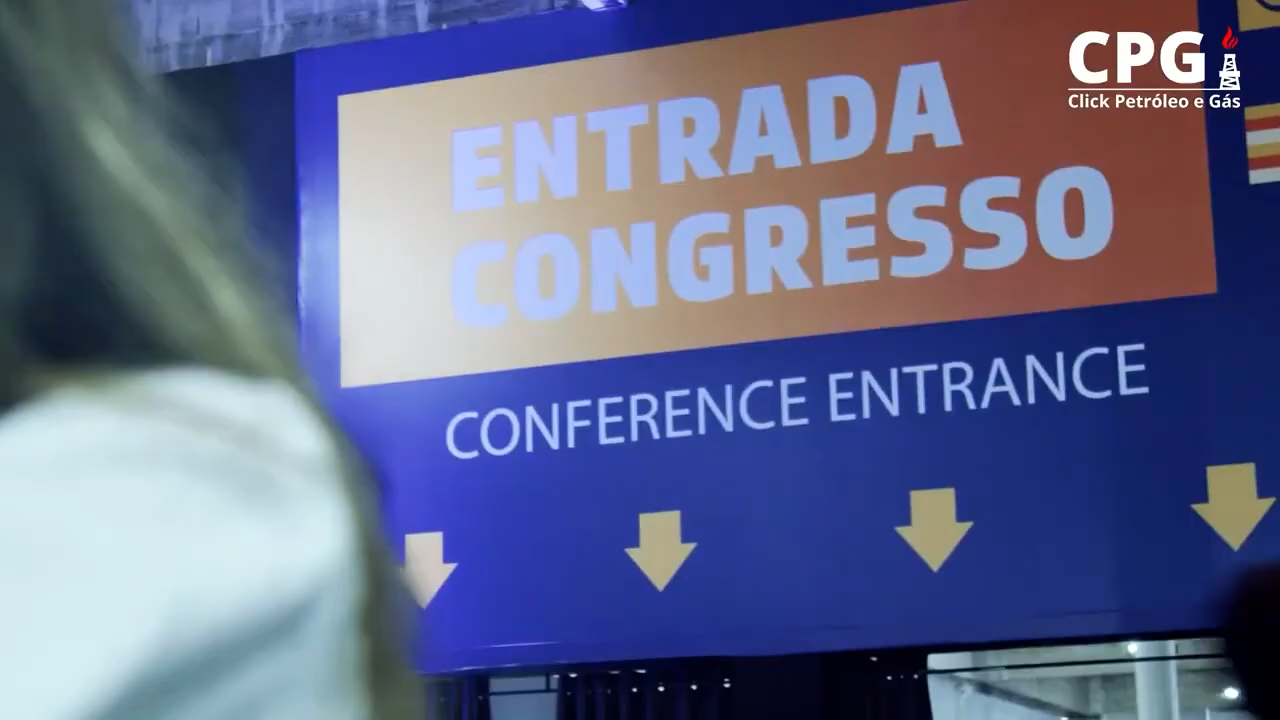 CPG
Click Petróleo e Gás
ENTRADA
CONGRESSO
CONFERENCE ENTRANCE